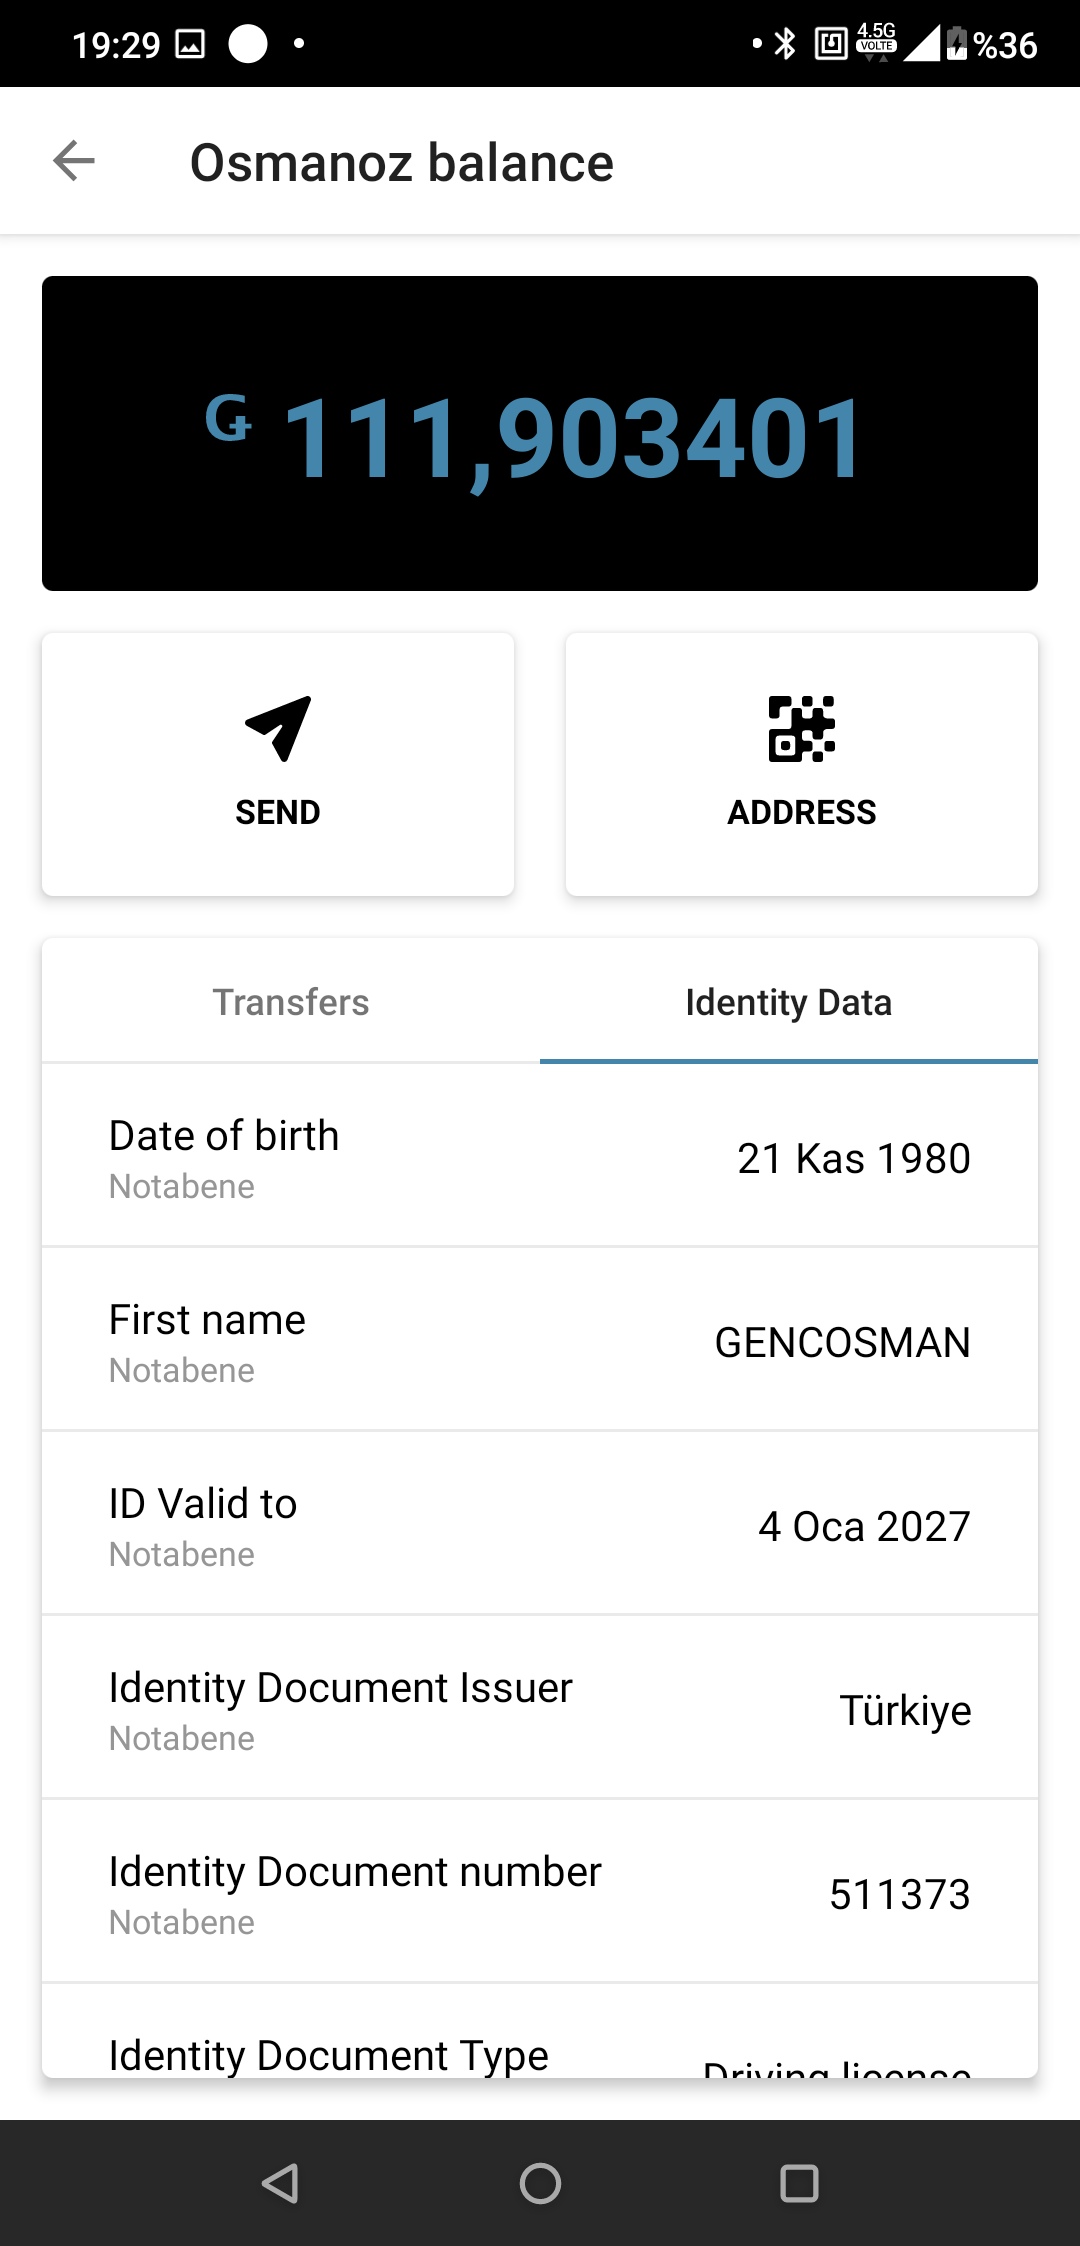 19:29 4.5G VOLTE %36
Osmanoz balance
Ǥ 111,903401
SEND
ADDRESS
Transfers
Identity Data
Date of birth
Notabene
21 Kas 1980
First name
Notabene
GENCOSMAN
ID Valid to
Notabene
4 Oca 2027
Identity Document Issuer
Notabene
Türkiye
Identity Document number
Notabene
511373
Identity Document Type
Driving license